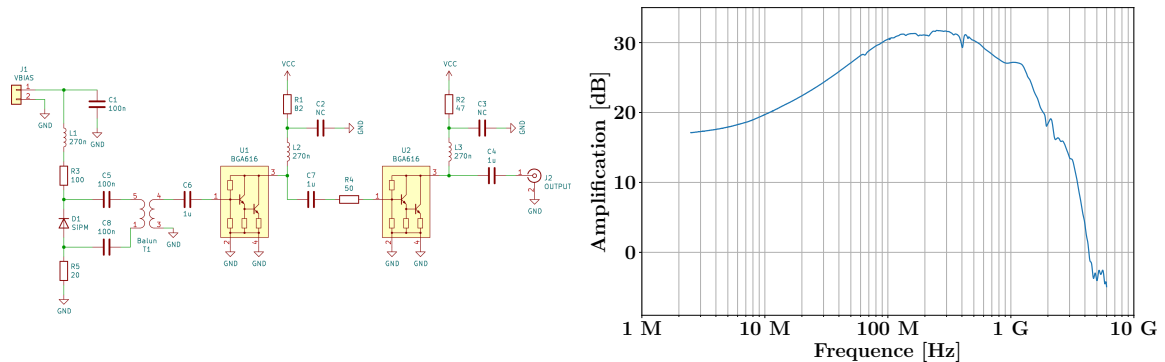 J1
VBIAS
1
2
GND
C1
100n
GND
L1
270n
R3
100
C5
100n
D1
SIPM
C8
100n
R5
20
GND
5
4
1
3
Balun
T1
GND
C6
1u
U1
BGA616
1
3
2
4
GND
GND
VCC
R1
82
C2
NC
GND
L2
270n
C7
1u
R4
50
U2
BGA616
1
3
2
4
GND
GND
VCC
R2
47
C3
NC
GND
L3
270n
C4
1u
1
J2
OUTPUT
2
GND
Amplification [dB]
30
20
10
0
1 M
10 M
100 M
1 G
10 G
Frequence [Hz]